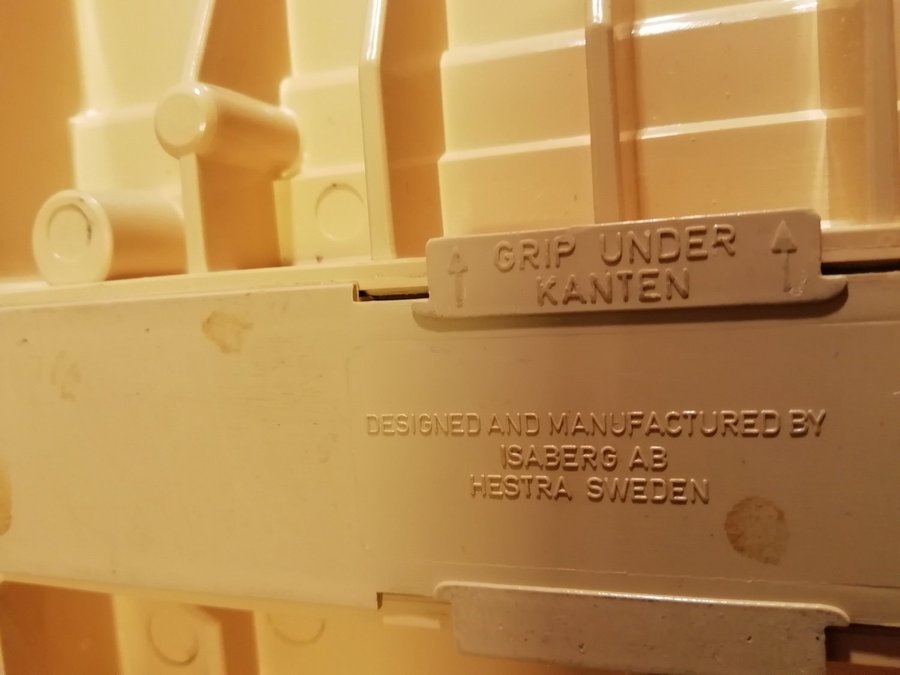 GRIP UNDER
KANTEN
DESIGNED AND MANUFACTURED BY
ISABERG AB
HESTRA SWEDEN